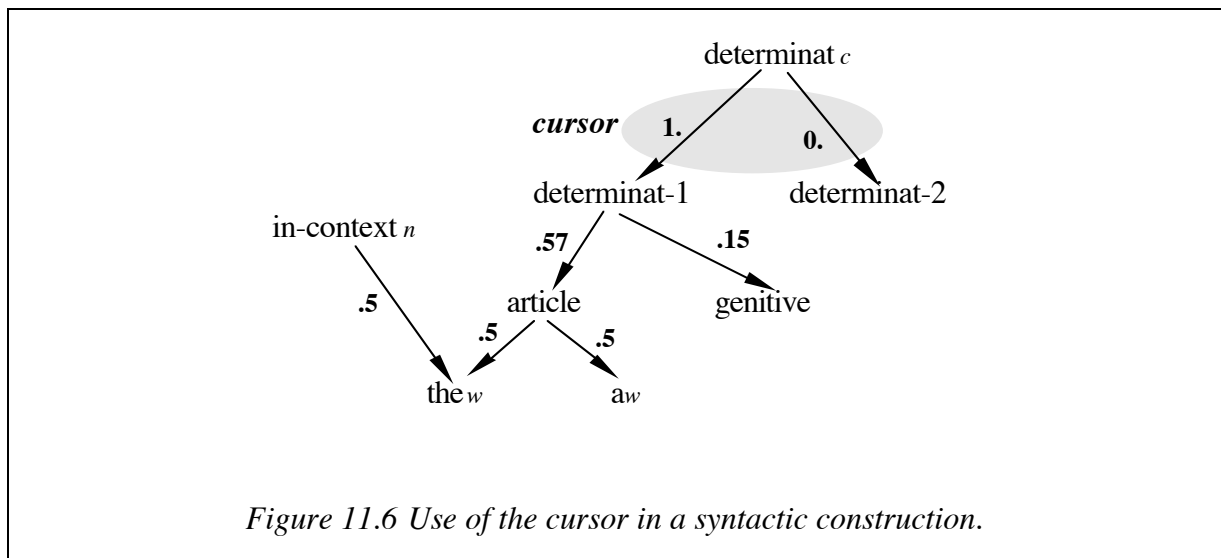 determinat c
cursor 1. 0.
determinat-1 determinat-2
in-context n
.57 .15
.5 article genitive
.5 .5
the w a w
Figure 11.6 Use of the cursor in a syntactic construction.